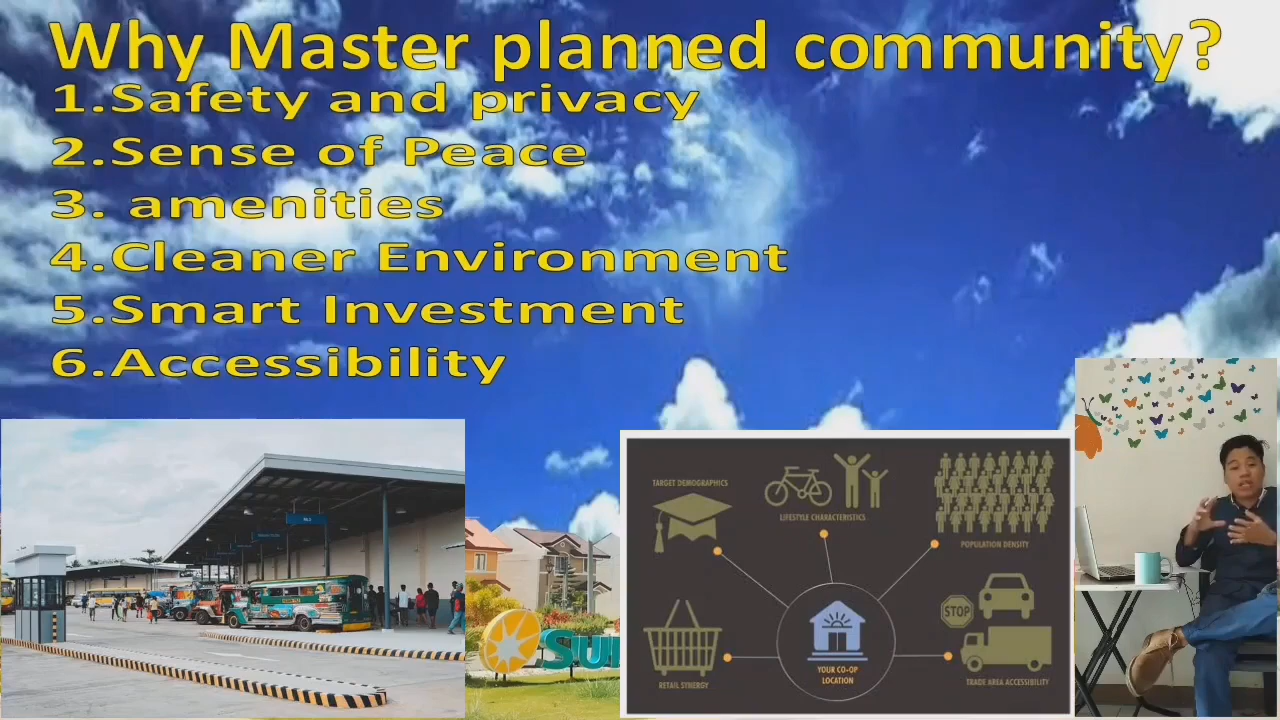 Why Master planned community?
1.Safety and privacy
2.Sense of Peace
3. amenities
4.Cleaner Environment
5.Smart Investment
6.Accessibility
TARGET DEMOGRAPHICS
LIFESTYLE CHARACTERISTICS
POPULATION DENSITY
STOP
YOUR CO-OP
LOCATION
RETAIL SYNERGY
TRADE AREA ACCESSIBILITY